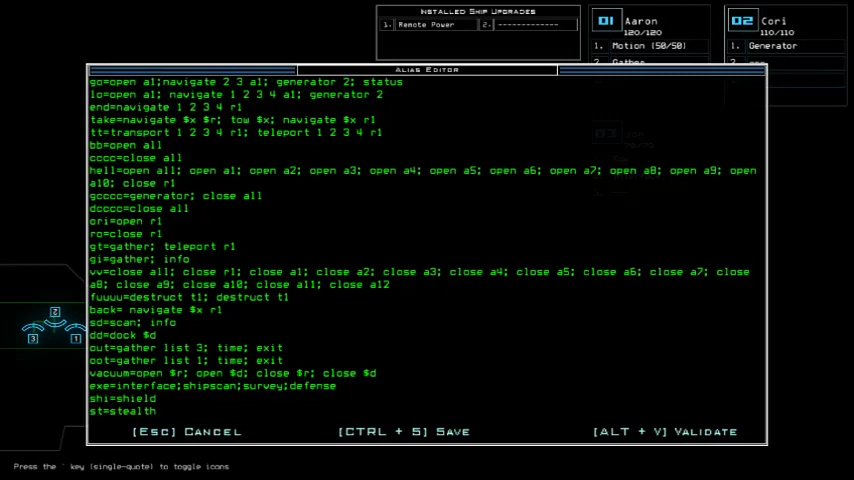 INSTALLED SHIP UPGRADES
1. Remote Power 2. -------------
01 Aaron
120/120
1. Motion (50/50)
2. Gather
02 Cori
110/110
1. Generator
2. ---
ALIAS EDITOR
go=open a1;navigate 2 3 a1; generator 2; status
lo=open a1; navigate 1 2 3 4 a1; generator 2
end=navigate 1 2 3 4 r1
take=navigate $x $r; tow $x; navigate $x r1
tt=transport 1 2 3 4 r1; teleport 1 2 3 4 r1
bb=open all
cccc=close all
hell=open all; open a1; open a2; open a3; open a4; open a5; open a6; open a7; open a8; open a9; open
a10; close r1
gcccc=generator; close all
dcccc=close all
ori=open r1
ro=close r1
gt=gather; teleport r1
gi=gather; info
vv=close all; close r1; close a1; close a2; close a3; close a4; close a5; close a6; close a7; close
a8; close a9; close a10; close a11; close a12
fuuuu=destruct t1; destruct t1
back= navigate $x r1
sd=scan; info
dd=dock $d
out=gather list 3; time; exit
oot=gather list 1; time; exit
vacuum=open $r; open $d; close $r; close $d
exe=interface;shipscan;survey;defense
shi=shield
st=stealth
[ESC] CANCEL [CTRL + S] SAVE [ALT + V] VALIDATE
2
3 1
Press the ` key (single-quote) to toggle icons